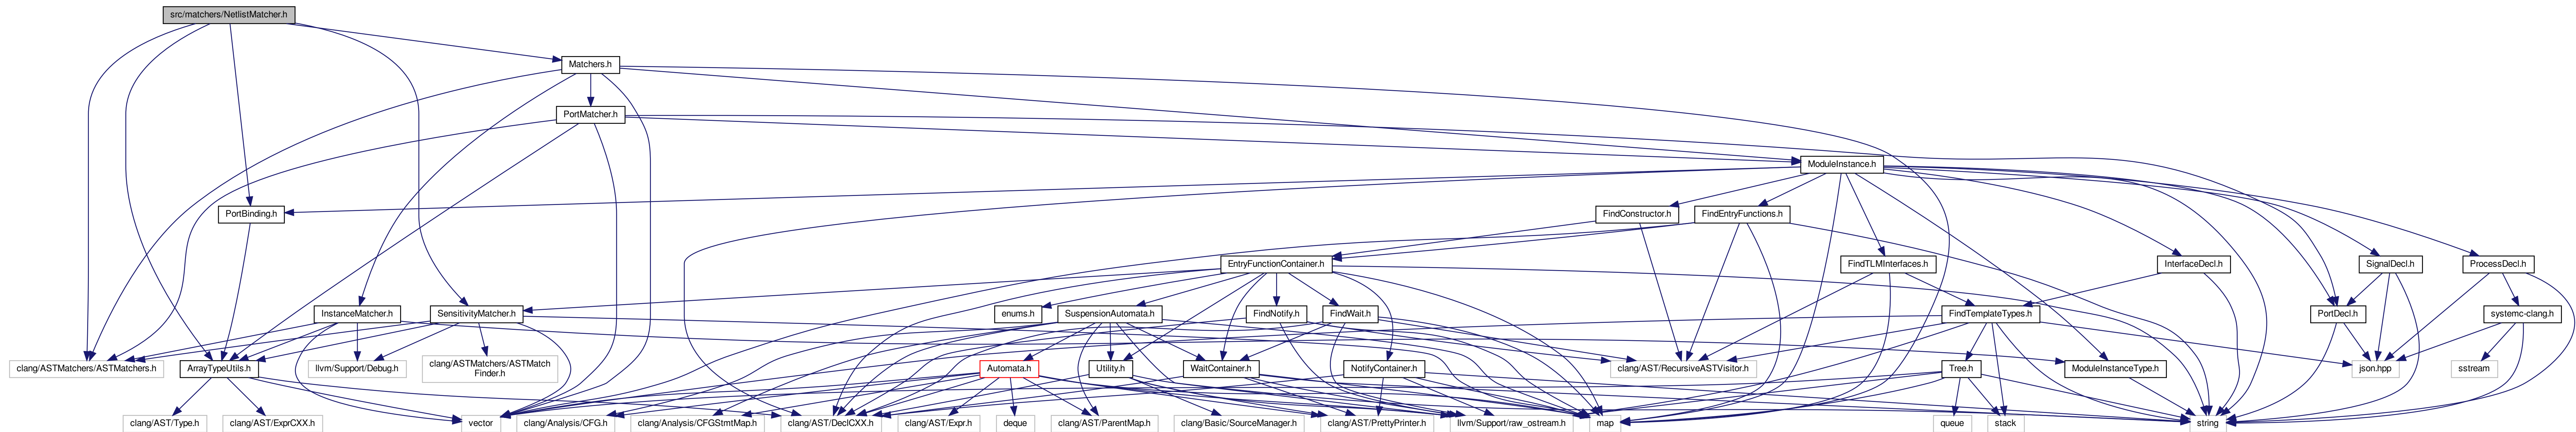 src/matchers/NetlistMatcher.h
Matchers.h
PortMatcher.h
ModuleInstance.h
PortBinding.h
FindConstructor.h
FindEntryFunctions.h
EntryFunctionContainer.h
FindTLMInterfaces.h
InterfaceDecl.h
SignalDecl.h
ProcessDecl.h
InstanceMatcher.h
SensitivityMatcher.h
enums.h
SuspensionAutomata.h
FindNotify.h
FindWait.h
FindTemplateTypes.h
PortDecl.h
systemc-clang.h
clang/ASTMatchers/ASTMatchers.h
ArrayTypeUtils.h
llvm/Support/Debug.h
clang/ASTMatchers/ASTMatch
Finder.h
Automata.h
Utility.h
WaitContainer.h
NotifyContainer.h
clang/AST/RecursiveASTVisitor.h
Tree.h
ModuleInstanceType.h
json.hpp
sstream
clang/AST/Type.h
clang/AST/ExprCXX.h
vector
clang/Analysis/CFG.h
clang/Analysis/CFGStmtMap.h
clang/AST/DeclCXX.h
clang/AST/Expr.h
deque
clang/AST/ParentMap.h
clang/Basic/SourceManager.h
clang/AST/PrettyPrinter.h
llvm/Support/raw_ostream.h
map
queue
stack
string